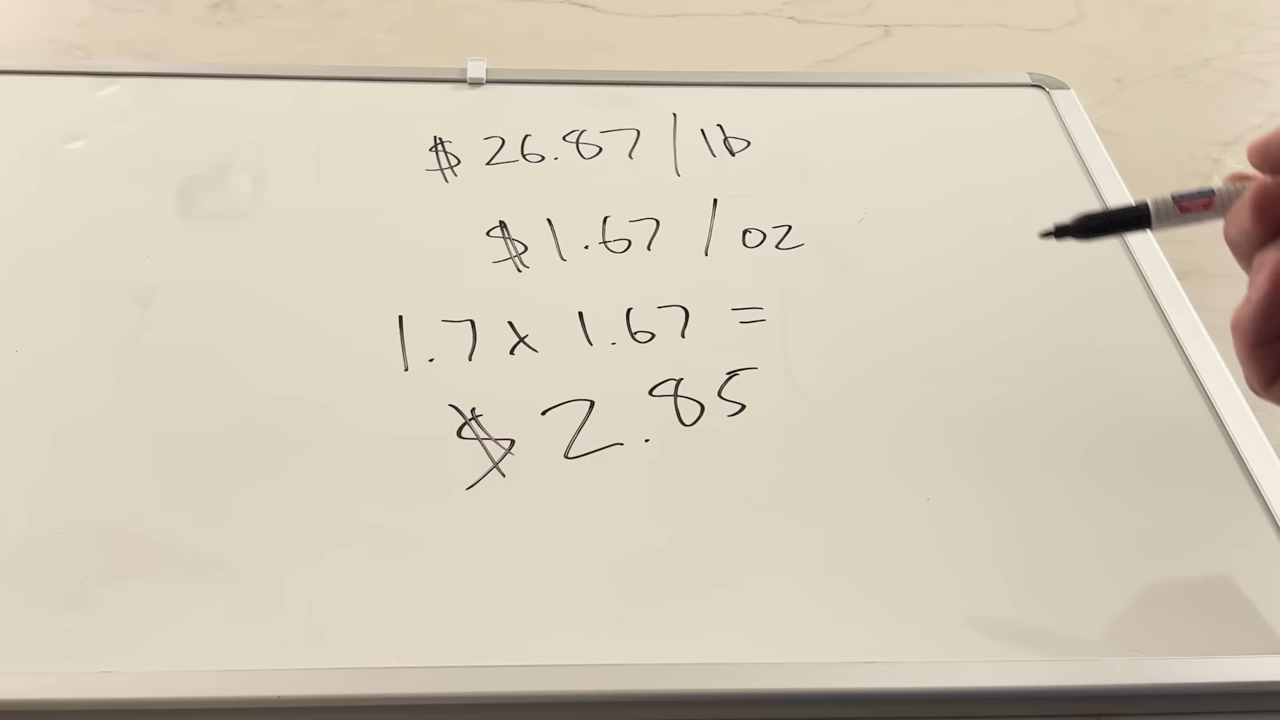 $ 26.87 / lb
$1.67 / oz
1.7 x 1.67 =
$ 2.85